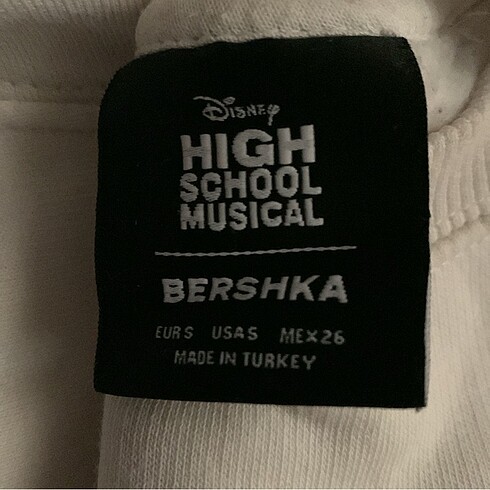 Disney
HIGH
SCHOOL
MUSICAL
BERSHKA
EUR S USA S MEX 26
MADE IN TURKEY